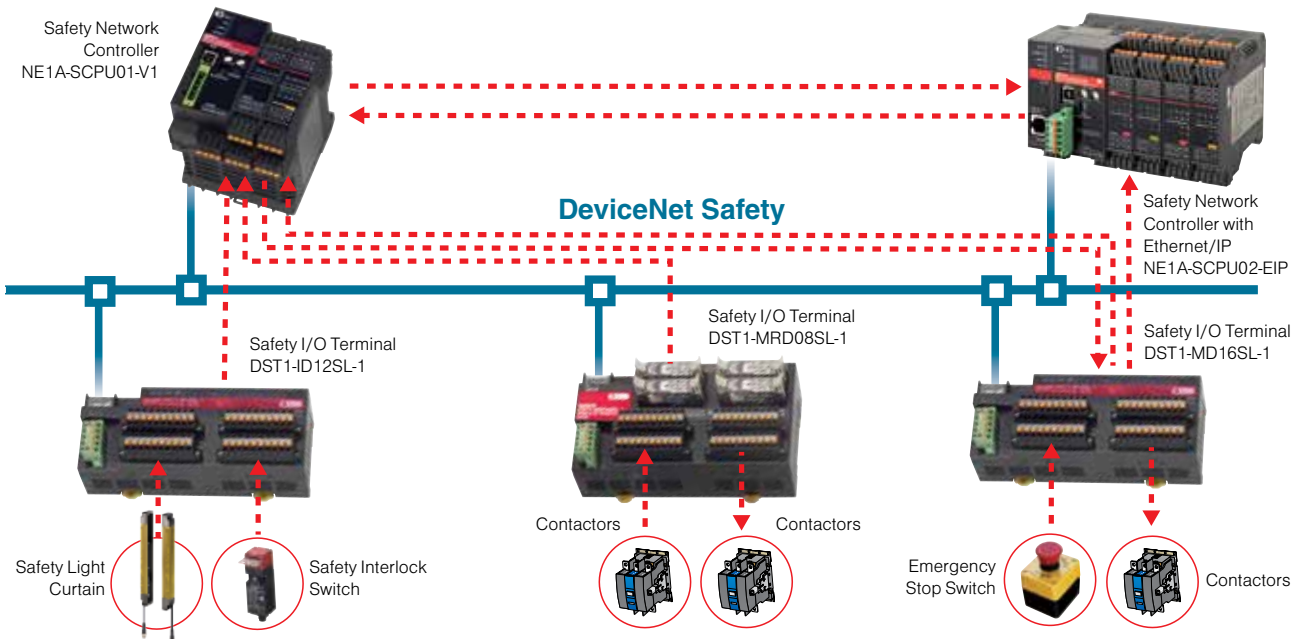 Safety Network
Controller
NE1A-SCPU01-V1
DeviceNet Safety
Safety Network
Controller with
Ethernet/IP
NE1A-SCPU02-EIP
Safety I/O Terminal
DST1-ID12SL-1
Safety I/O Terminal
DST1-MRD08SL-1
Safety I/O Terminal
DST1-MD16SL-1
Safety Light
Curtain
Safety Interlock
Switch
Contactors
Contactors
Emergency
Stop Switch
Contactors